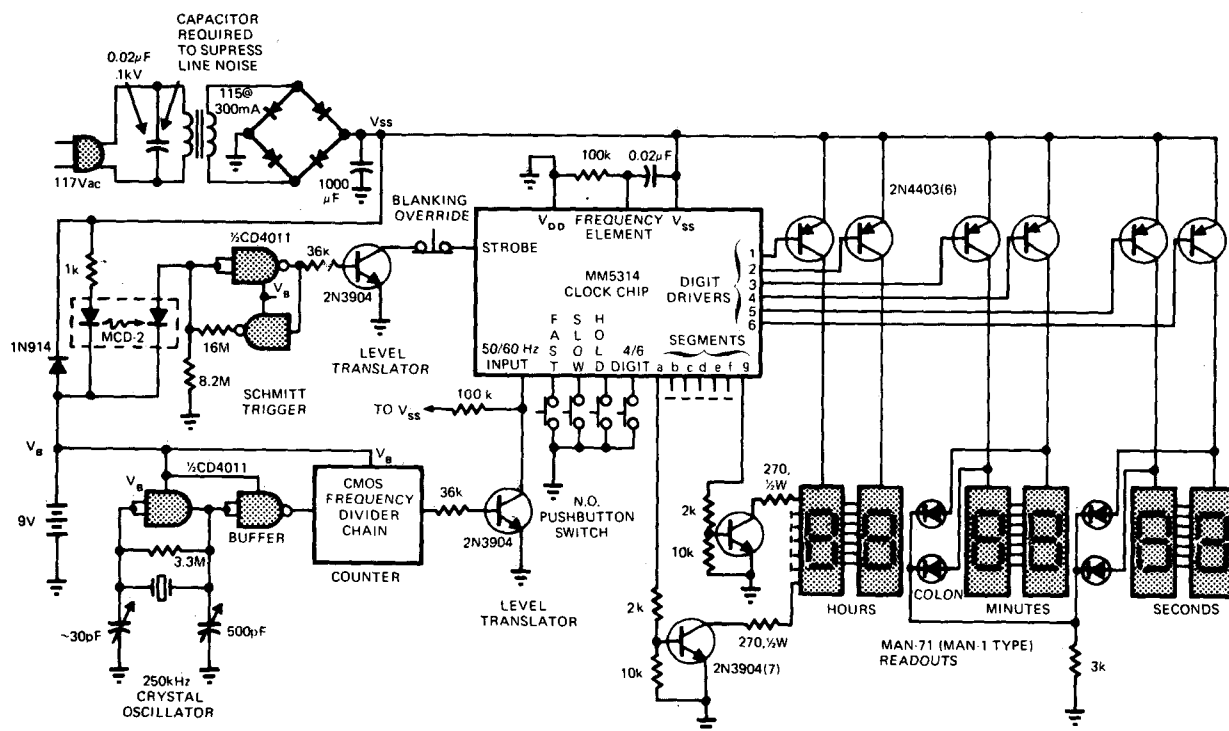 CAPACITOR
REQUIRED
TO SUPRESS
LINE NOISE
0.02µF
.1kV
115@
300mA
117Vac
1000
µF
VSS
100k
0.02µF
2N4403(6)
BLANKING
OVERRIDE
VDD
FREQUENCY
ELEMENT
VSS
STROBE
MM5314
CLOCK CHIP
DIGIT
DRIVERS
1
2
3
4
5
6
SEGMENTS
a b c d e f g
50/60 Hz
INPUT
FAST
SLOW
HOLD
4/6
DIGIT
½CD4011
36k
2N3904
1k
VB
MCD-2
16M
1N914
8.2M
SCHMITT
TRIGGER
LEVEL
TRANSLATOR
TO VSS
100 k
VB
½CD4011
VB
VB
9V
BUFFER
CMOS
FREQUENCY
DIVIDER
CHAIN
COUNTER
36k
2N3904
N.O.
PUSHBUTTON
SWITCH
LEVEL
TRANSLATOR
3.3M
~30pF
500pF
250kHz
CRYSTAL
OSCILLATOR
2k
10k
270,
½W
2k
10k
270,½W
2N3904(7)
HOURS
COLON
MINUTES
SECONDS
MAN-71 (MAN-1 TYPE)
READOUTS
3k